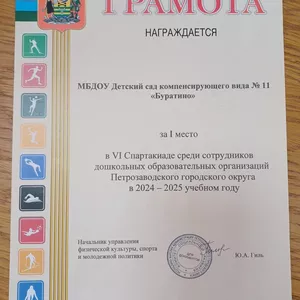 ГРАМОТА
НАГРАЖДАЕТСЯ
МБДОУ Детский сад компенсирующего вида № 11
«Буратино»
за I место
в VI Спартакиаде среди сотрудников
дошкольных образовательных организаций
Петрозаводского городского округа
в 2024 – 2025 учебном году
Начальник управления
физической культуры, спорта
и молодежной политики
Ю.А. Гиль